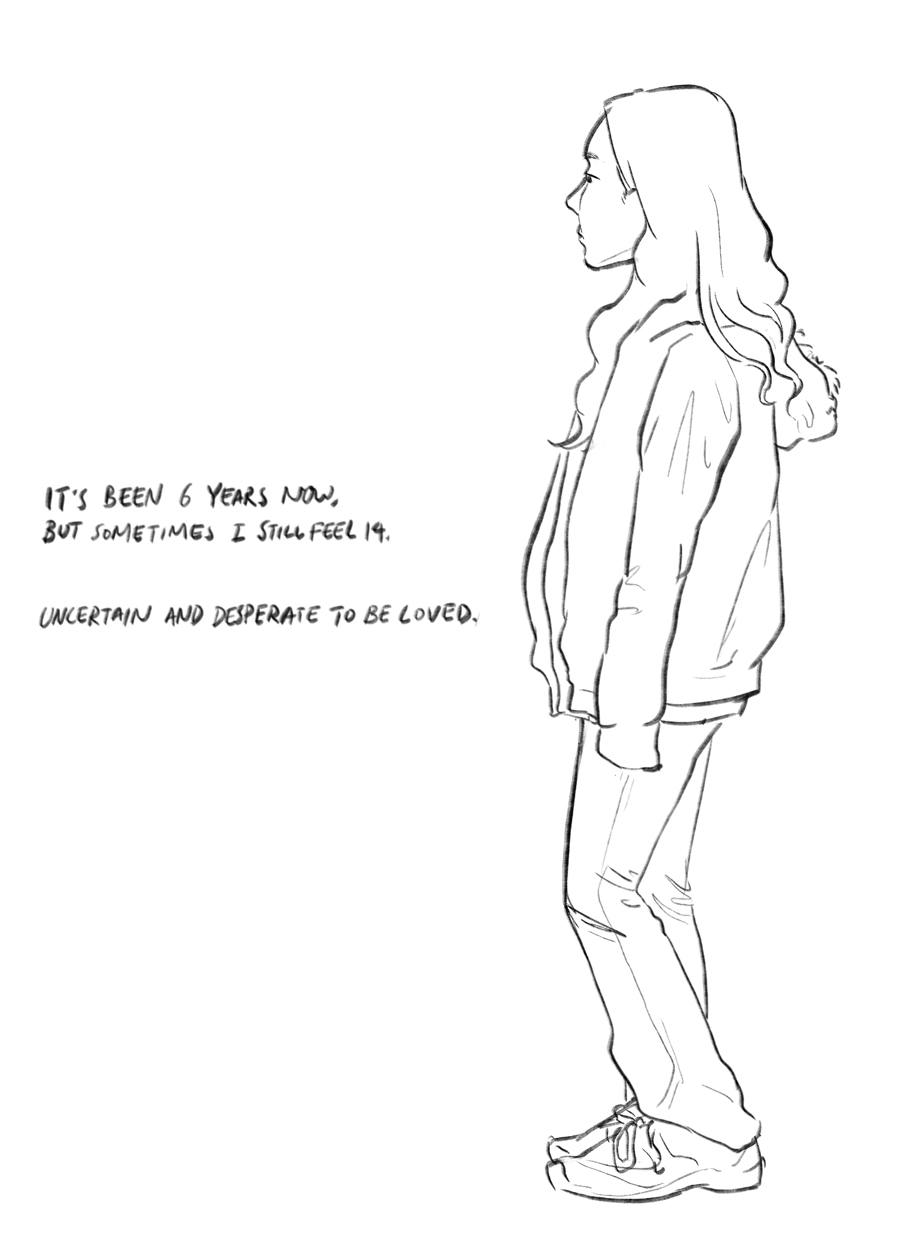 IT'S BEEN 6 YEARS NOW,
BUT SOMETIMES I STILL FEEL 14.
UNCERTAIN AND DESPERATE TO BE LOVED.